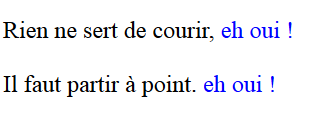 Rien ne sert de courir, eh oui !
Il faut partir à point. eh oui !